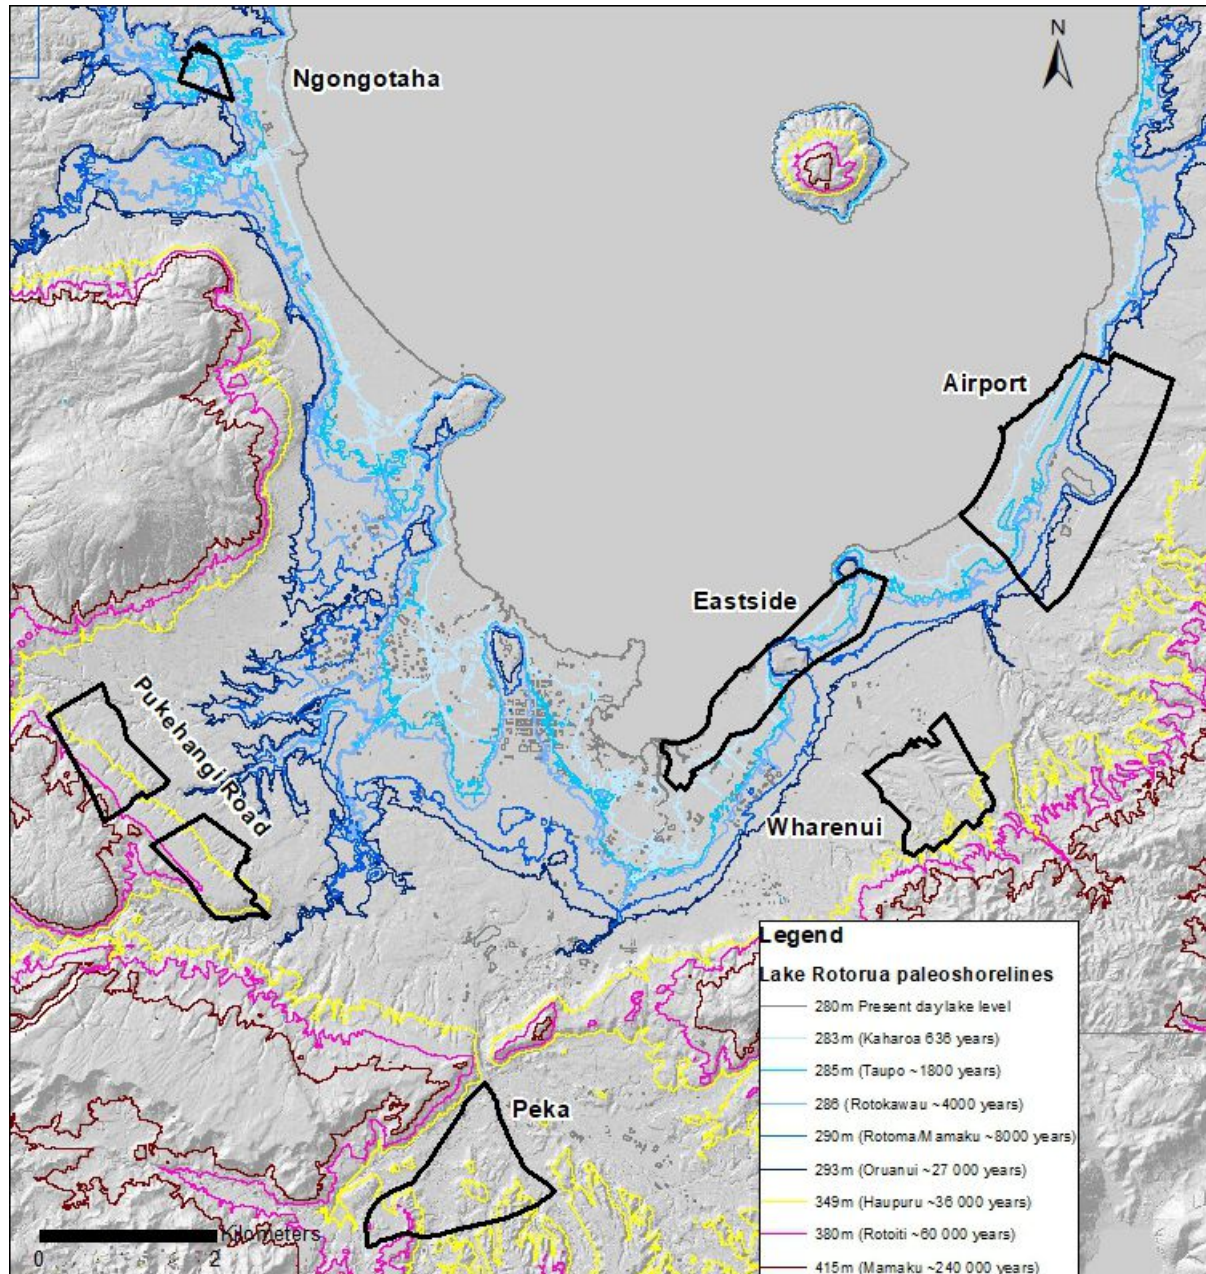 N
Ngongotaha
Airport
Eastside
Pukehangi Road
Wharenui
Peka
Legend
Lake Rotorua paleoshorelines
280m Present day lake level
283m (Kaharoa 636 years)
285m (Taupo ~1800 years)
286 (Rotokawau ~4000 years)
290m (Rotoma/Mamaku ~8000 years)
293m (Oruanui ~27 000 years)
349m (Haupuru ~36 000 years)
380m (Rotoiti ~60 000 years)
415m (Mamaku ~240 000 years)
Kilometers
0 2